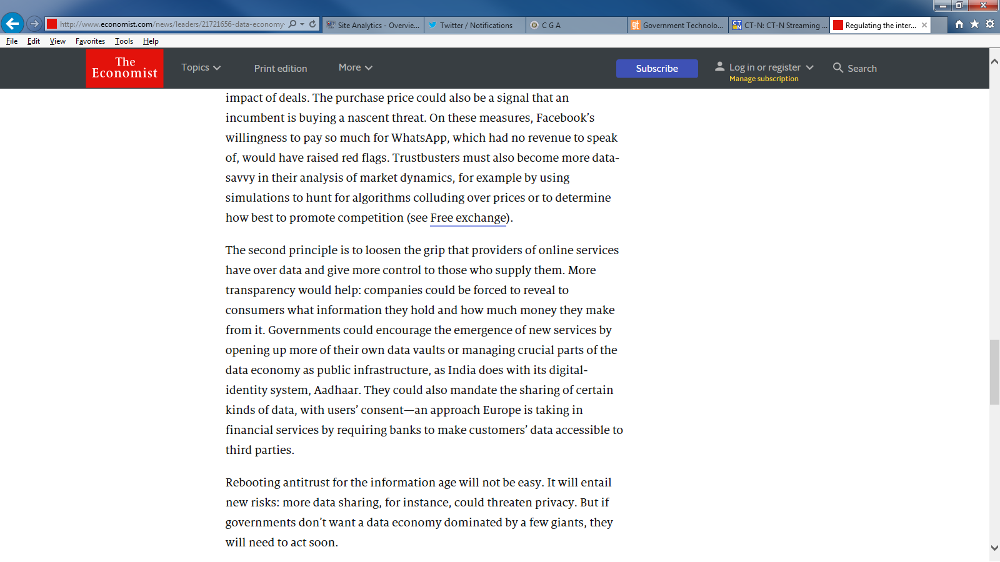 http://www.economist.com/news/leaders/21721656-data-economy-
Site Analytics - Overvie...
Twitter / Notifications
C G A
Government Technolo...
CT-N: CT-N Streaming ...
Regulating the inter...
File Edit View Favorites Tools Help
The
Economist
Topics
Print edition
More
Subscribe
Log in or register
Manage subscription
Search
impact of deals. The purchase price could also be a signal that an
incumbent is buying a nascent threat. On these measures, Facebook’s
willingness to pay so much for WhatsApp, which had no revenue to speak
of, would have raised red flags. Trustbusters must also become more data-
savvy in their analysis of market dynamics, for example by using
simulations to hunt for algorithms colluding over prices or to determine
how best to promote competition (see Free exchange).
The second principle is to loosen the grip that providers of online services
have over data and give more control to those who supply them. More
transparency would help: companies could be forced to reveal to
consumers what information they hold and how much money they make
from it. Governments could encourage the emergence of new services by
opening up more of their own data vaults or managing crucial parts of the
data economy as public infrastructure, as India does with its digital-
identity system, Aadhaar. They could also mandate the sharing of certain
kinds of data, with users’ consent—an approach Europe is taking in
financial services by requiring banks to make customers’ data accessible to
third parties.
Rebooting antitrust for the information age will not be easy. It will entail
new risks: more data sharing, for instance, could threaten privacy. But if
governments don’t want a data economy dominated by a few giants, they
will need to act soon.